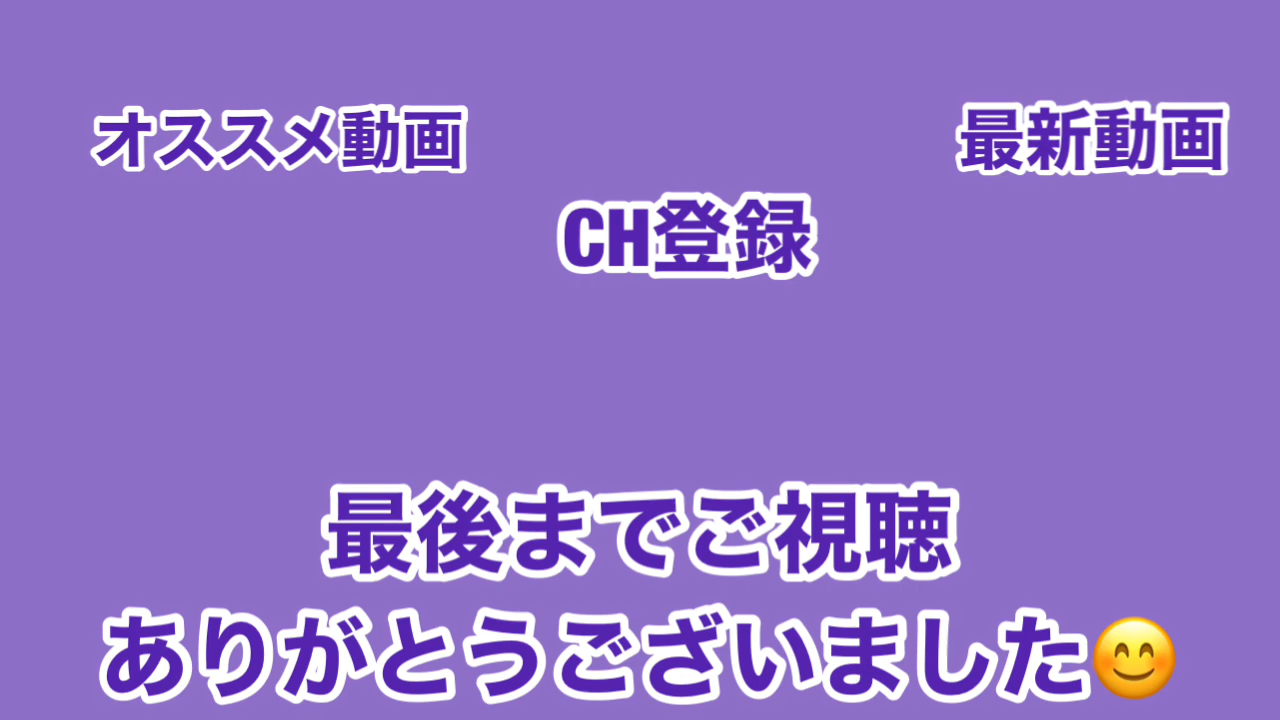 オススメ動画
最新動画
CH登録
最後までご視聴
ありがとうございました😊